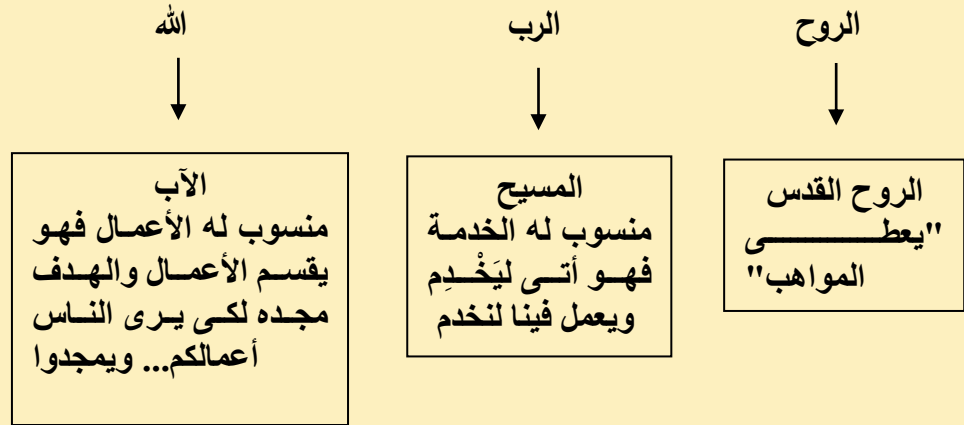 الروح
الرب
الله
الروح القدس
"يعطى
المواهب"
المسيح
منسوب له الخدمة
فهو أتى ليَخْدِم
ويعمل فينا لنخدم
الآب
منسوب له الأعمال فهو
يقسم الأعمال والهدف
مجده لكى يرى الناس
أعمالكم... ويمجدوا